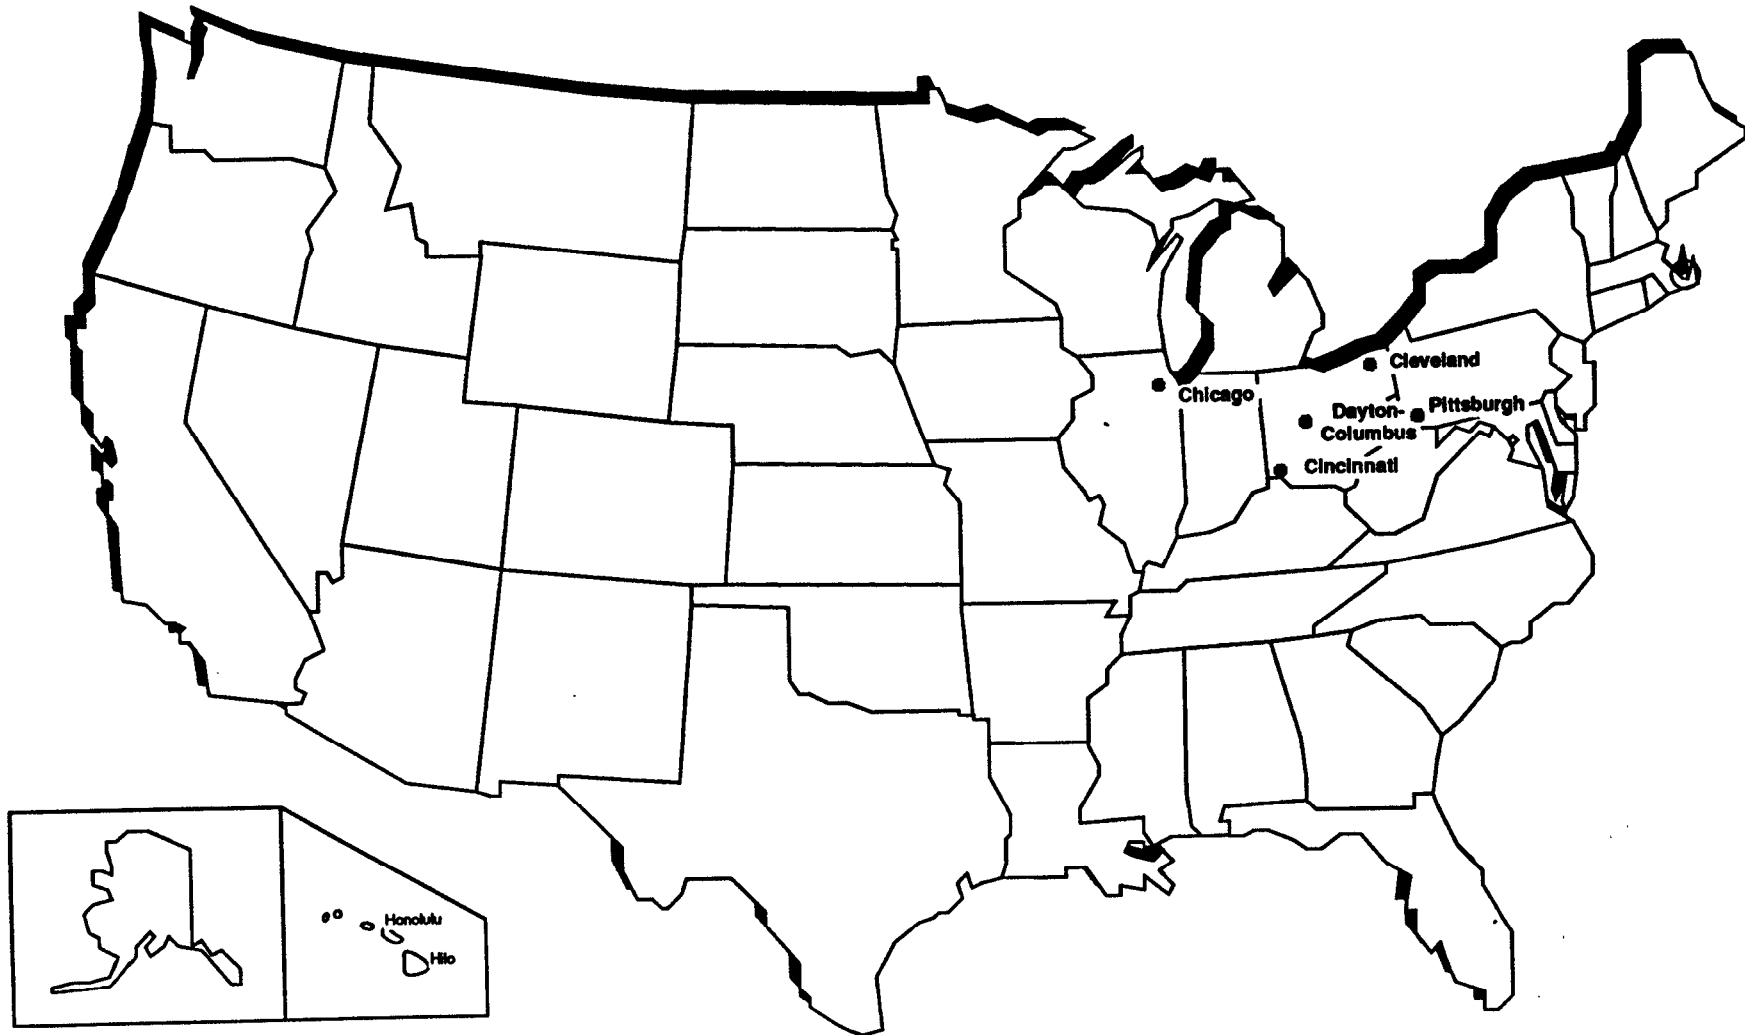 Cleveland
Chicago
Dayton-
Columbus
Pittsburgh
Cincinnati
Honolulu
Hilo